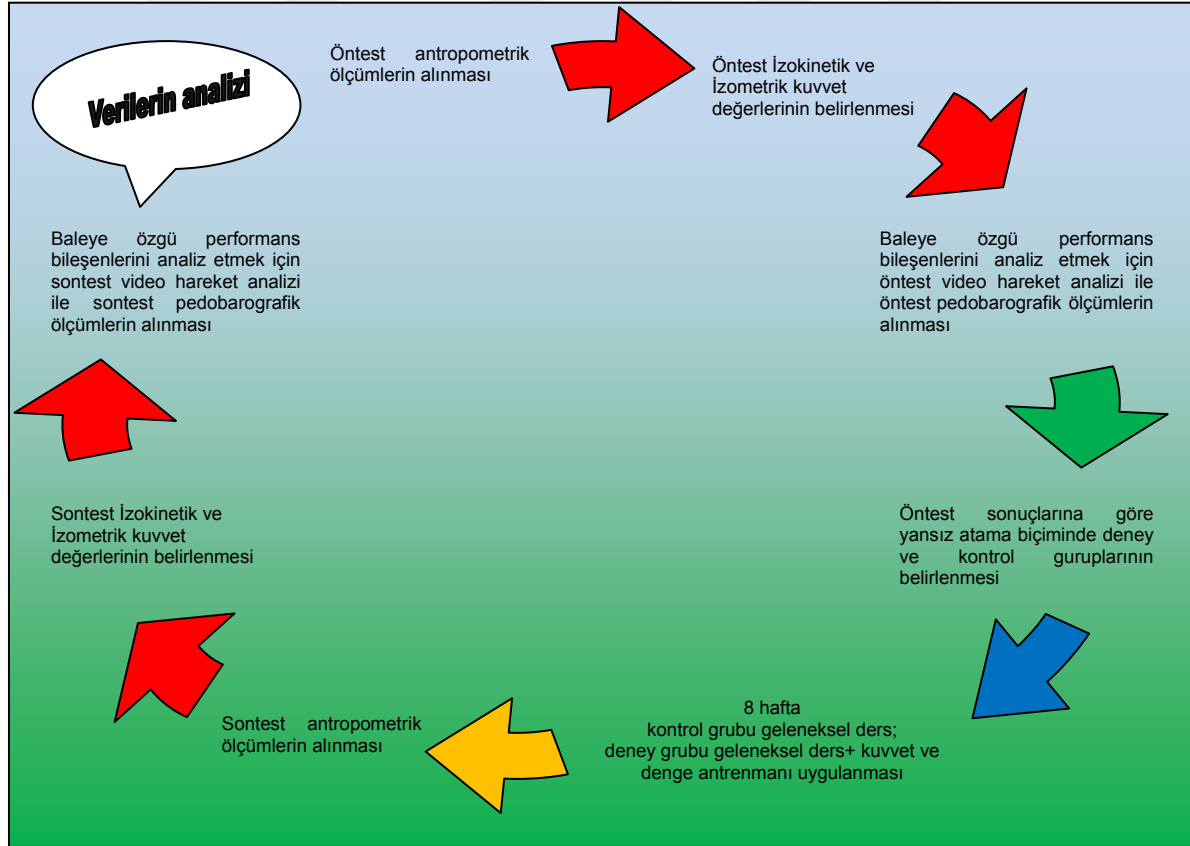 Öntest antropometrik
ölçümlerin alınması
Öntest İzokinetik ve
İzometrik kuvvet
değerlerinin belirlenmesi
Baleye özgü performans
bileşenlerini analiz etmek için
öntest video hareket analizi ile
öntest pedobarografik ölçümlerin
alınması
Öntest sonuçlarına göre
yansız atama biçiminde deney
ve kontrol guruplarının
belirlenmesi
8 hafta
kontrol grubu geleneksel ders;
deney grubu geleneksel ders+ kuvvet ve
denge antrenmanı uygulanması
Sontest antropometrik
ölçümlerin alınması
Sontest İzokinetik ve
İzometrik kuvvet
değerlerinin belirlenmesi
Baleye özgü performans
bileşenlerini analiz etmek için
sontest video hareket analizi
ile sontest pedobarografik
ölçümlerin alınması
Verilerin analizi